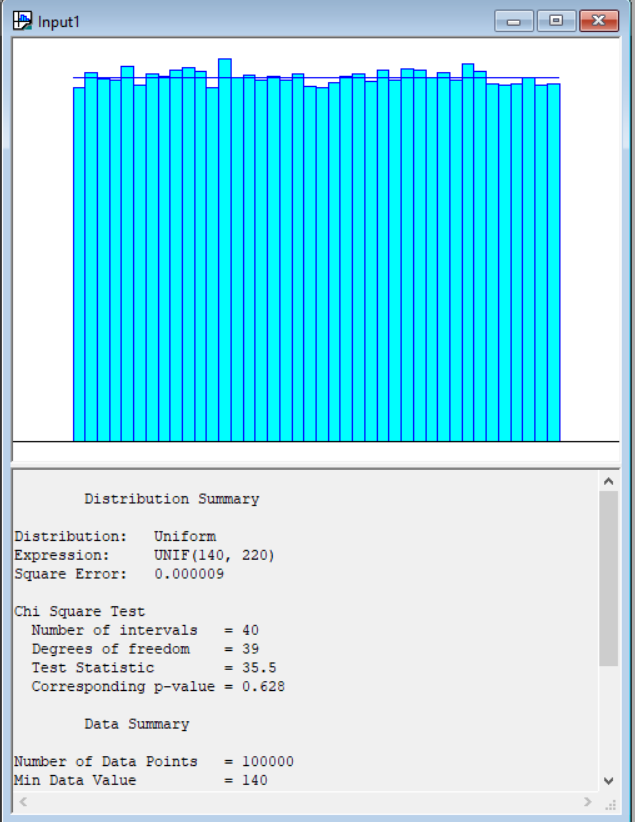 Input1
Distribution Summary
Distribution: Uniform
Expression: UNIF(140, 220)
Square Error: 0.000009
Chi Square Test
Number of intervals = 40
Degrees of freedom = 39
Test Statistic = 35.5
Corresponding p-value = 0.628
Data Summary
Number of Data Points = 100000
Min Data Value = 140